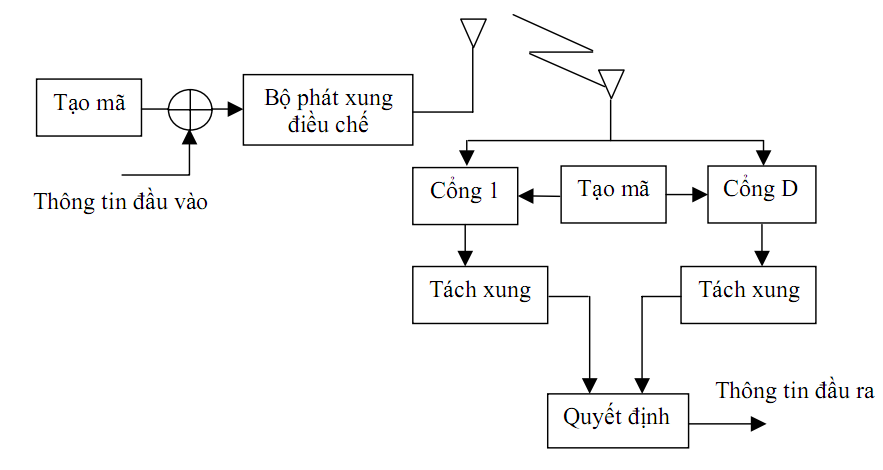 Tạo mã
Bộ phát xung
điều chế
Thông tin đầu vào
Cổng 1
Tạo mã
Cổng D
Tách xung
Tách xung
Thông tin đầu ra
Quyết định